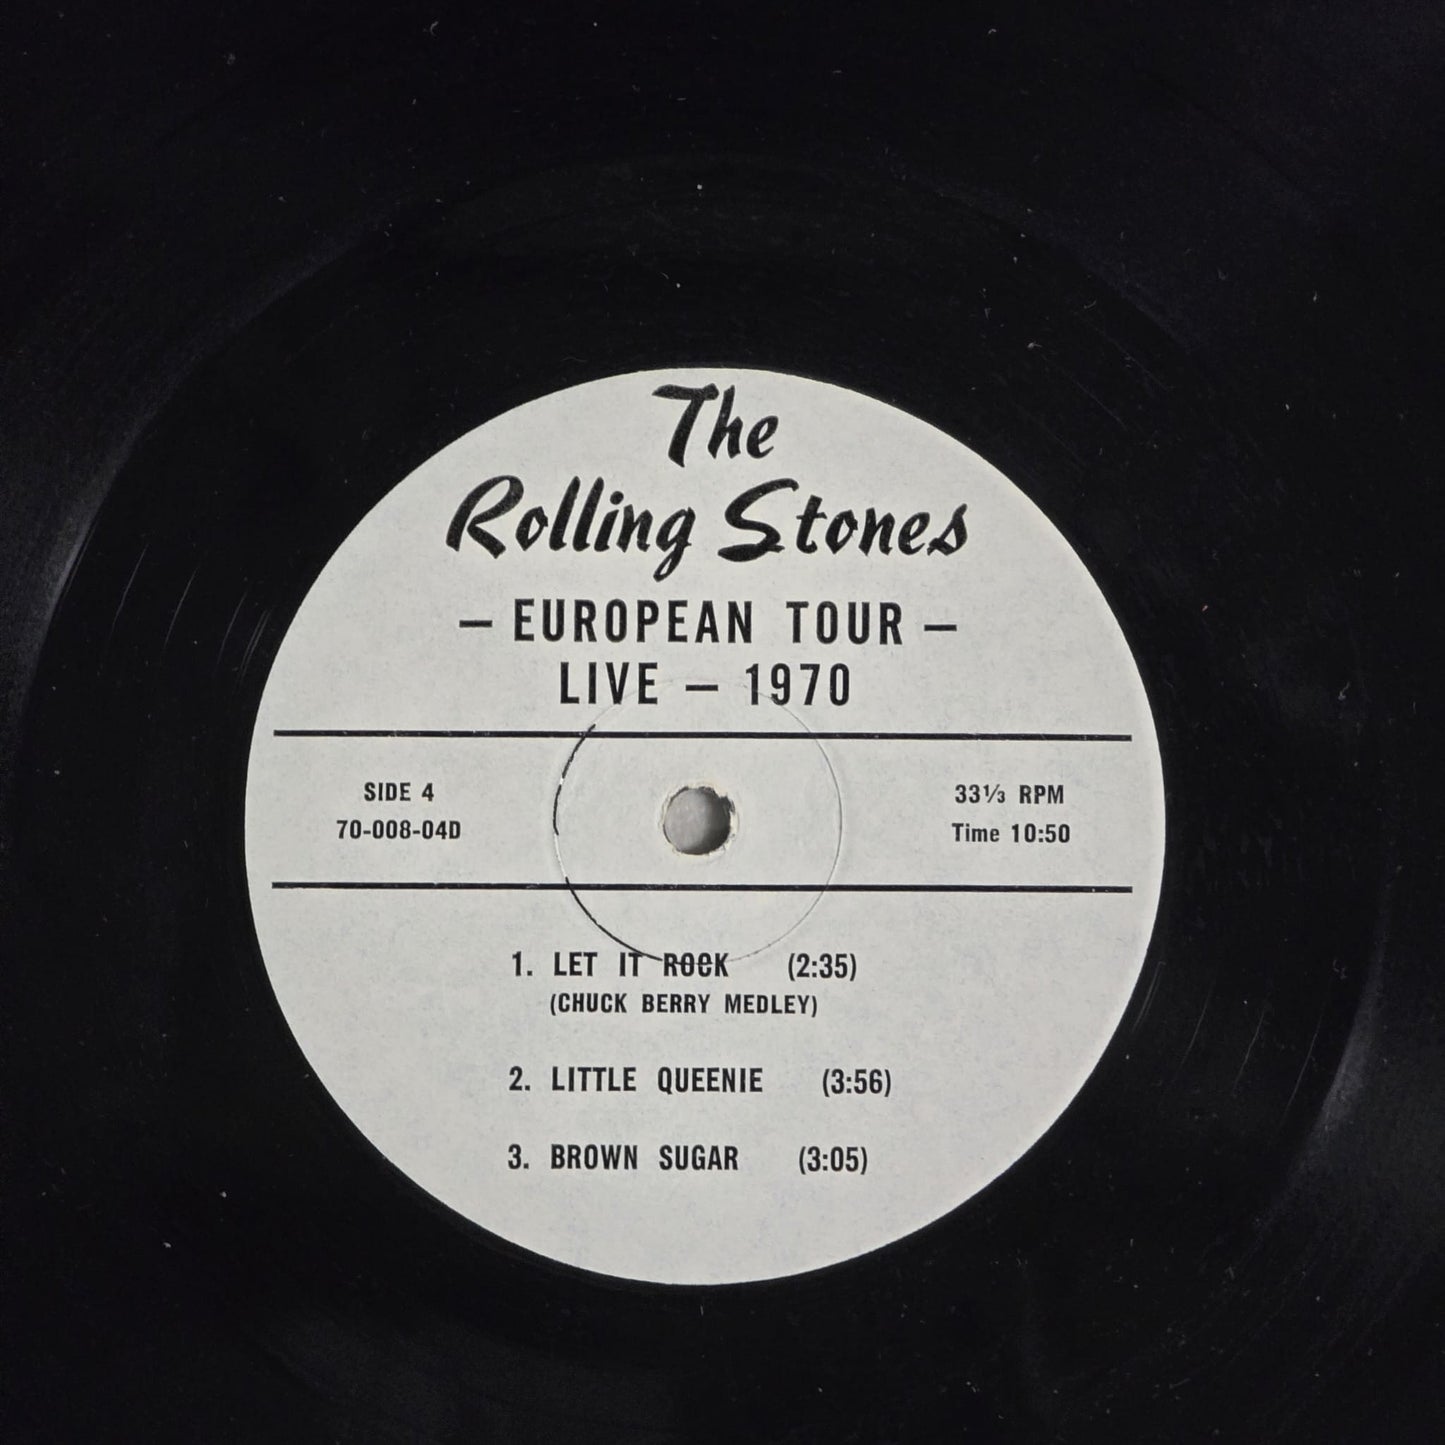 The
Rolling Stones
— EUROPEAN TOUR —
LIVE — 1970
SIDE 4
70-008-04D
33⅓ RPM
Time 10:50
1. LET IT ROCK (2:35)
(CHUCK BERRY MEDLEY)
2. LITTLE QUEENIE (3:56)
3. BROWN SUGAR (3:05)